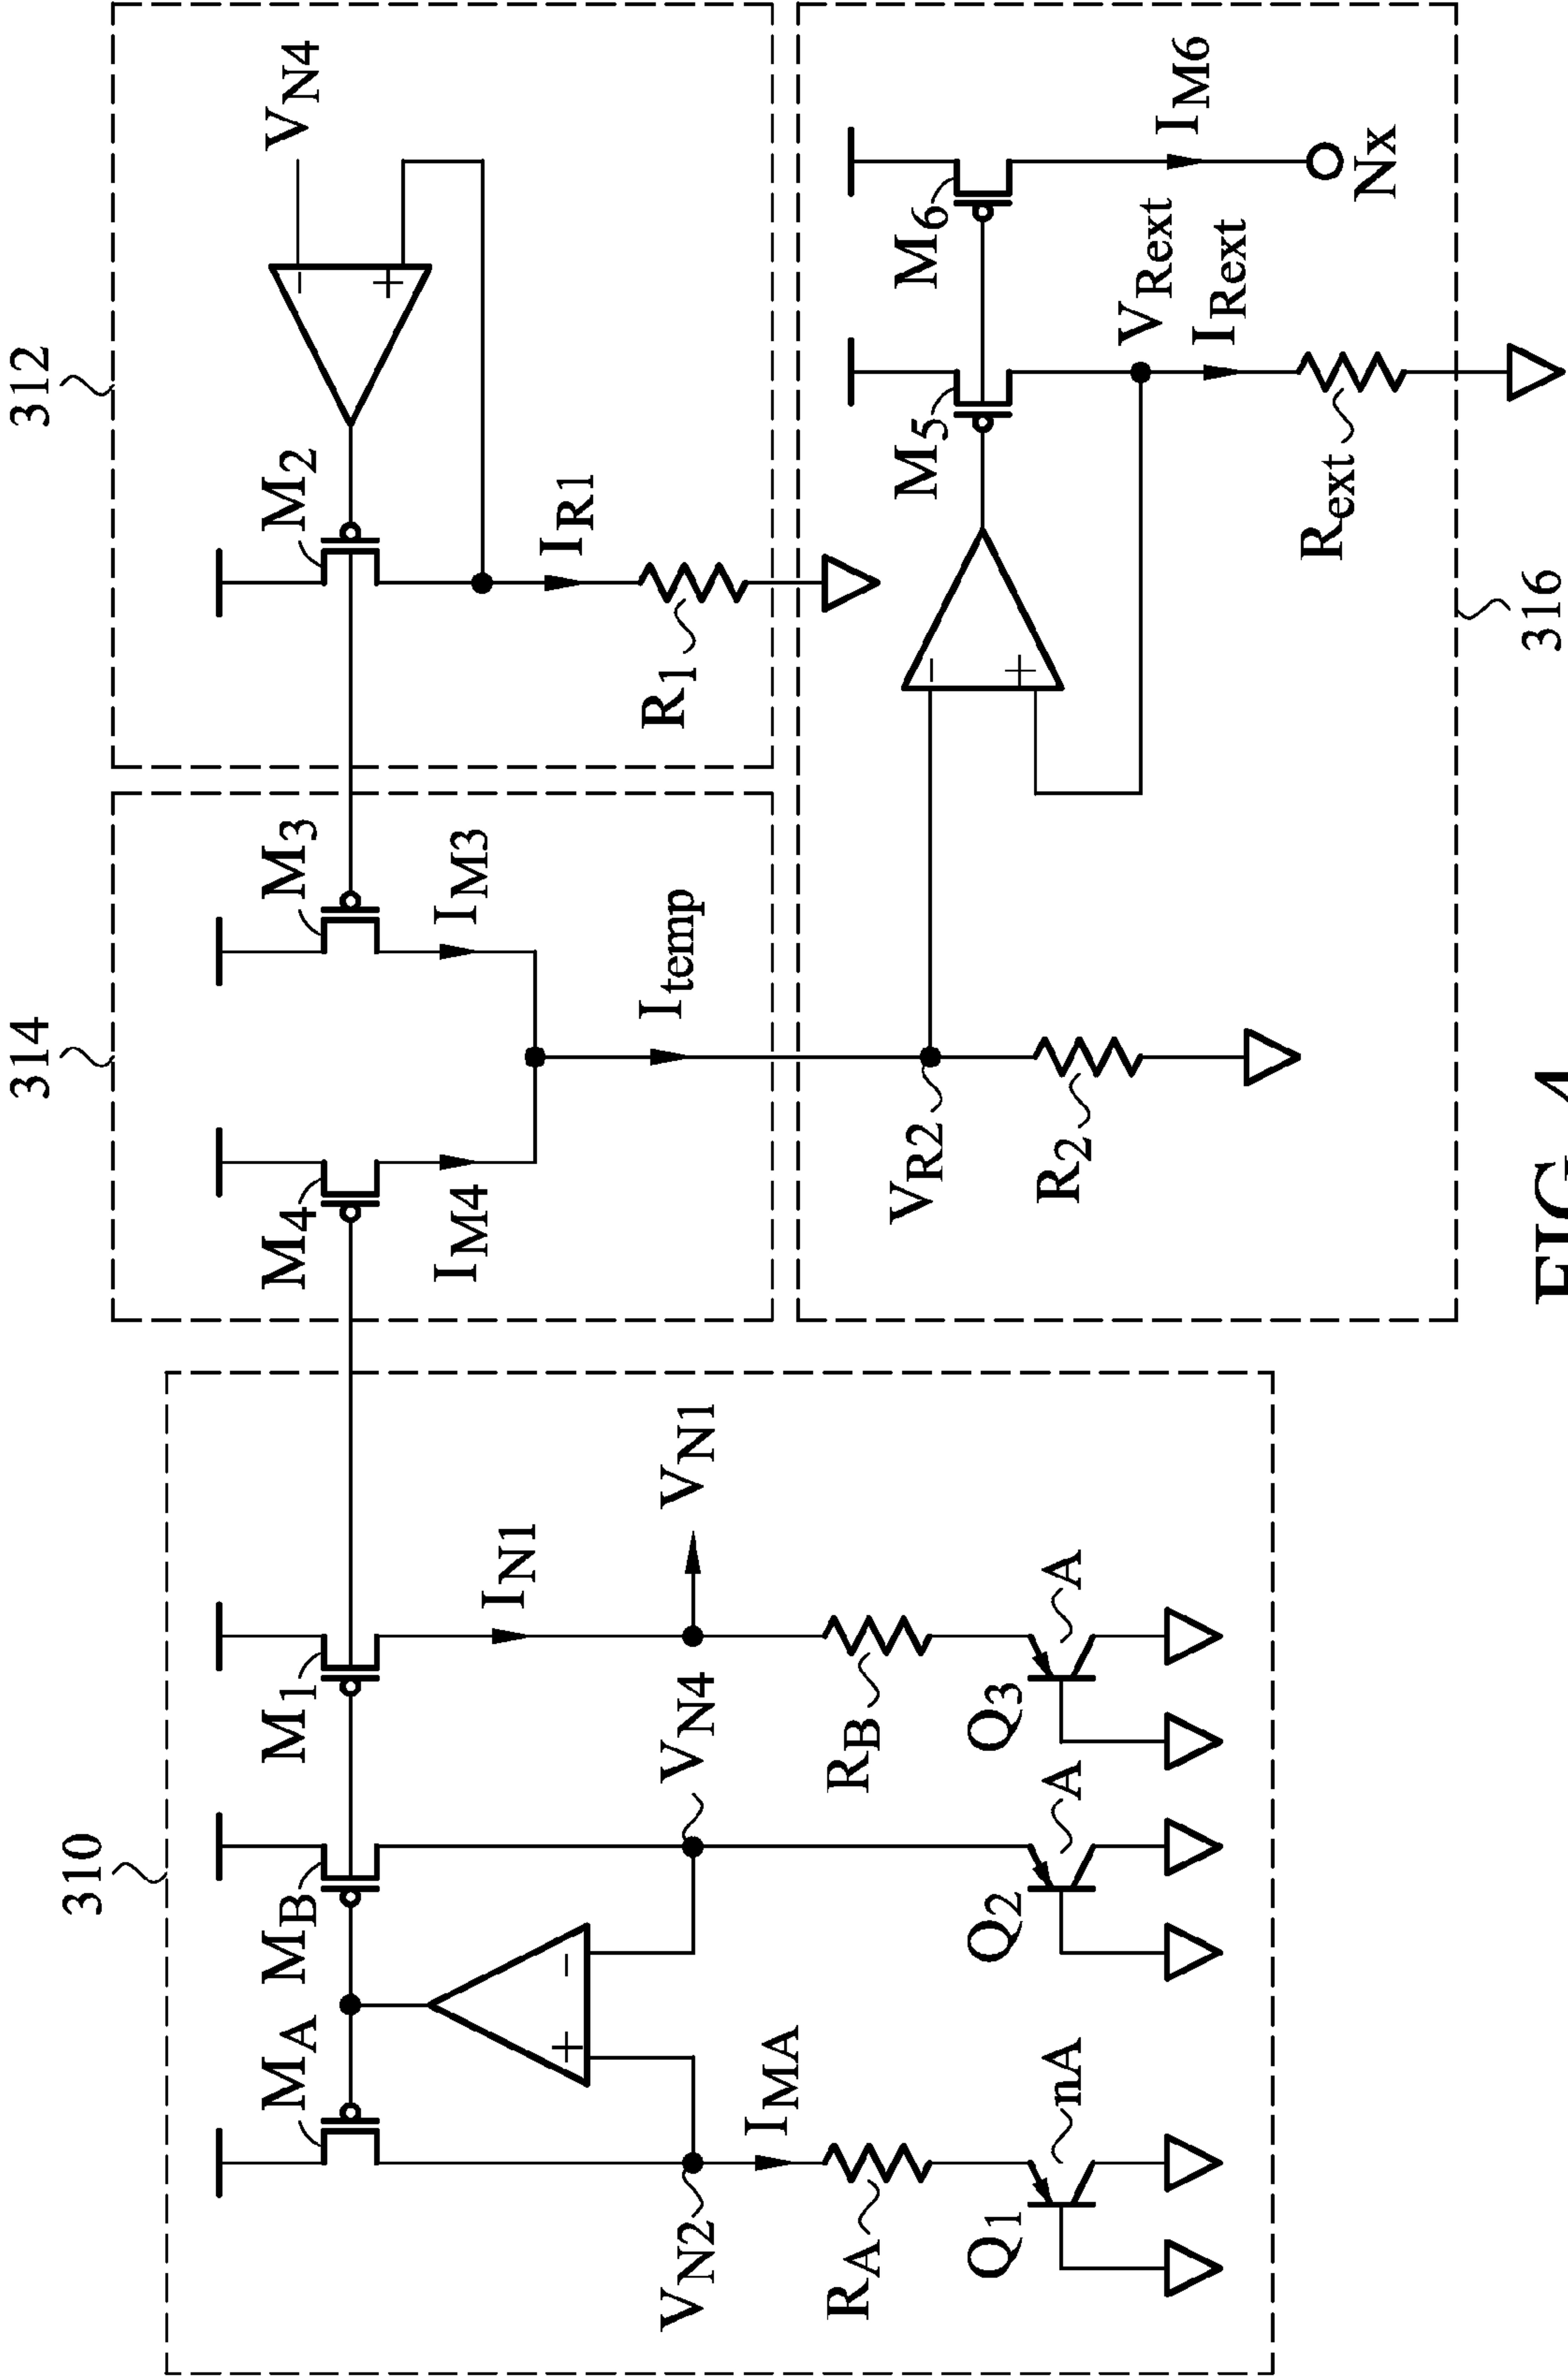 310
314
312
M_A
M_B
M_1
M_4
M_3
M_2
V_N4
+
-
-
+
I_N1
I_M4
I_M3
I_R1
V_N2
I_MA
V_N4
V_N1
I_temp
R_1
R_A
R_B
Q_1
nA
Q_2
A
Q_3
A
V_R2
R_2
-
+
M_5
M_6
V_Rext
I_Rext
I_M6
R_ext
Nx
316
FIG. 4